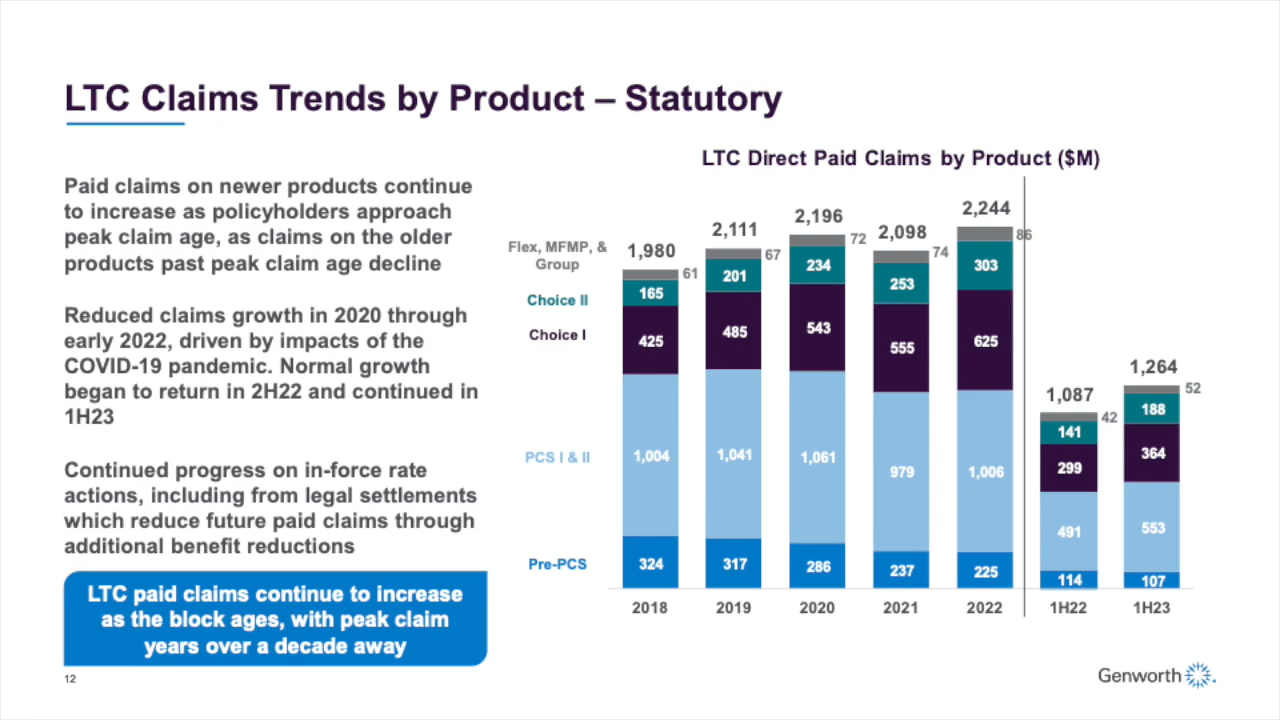 LTC Claims Trends by Product – Statutory
Paid claims on newer products continue
to increase as policyholders approach
peak claim age, as claims on the older
products past peak claim age decline
Reduced claims growth in 2020 through
early 2022, driven by impacts of the
COVID-19 pandemic. Normal growth
began to return in 2H22 and continued in
1H23
Continued progress on in-force rate
actions, including from legal settlements
which reduce future paid claims through
additional benefit reductions
LTC paid claims continue to increase
as the block ages, with peak claim
years over a decade away
12
LTC Direct Paid Claims by Product ($M)
Flex, MFMP, &
Group
Choice II
Choice I
PCS I & II
Pre-PCS
1,980
61
165
425
1,004
324
2018
2,111
67
201
485
1,041
317
2019
2,196
72
234
543
1,061
286
2020
2,098
74
253
555
979
237
2021
2,244
86
303
625
1,006
225
2022
1,087
42
141
299
491
114
1H22
1,264
52
188
364
553
107
1H23
Genworth